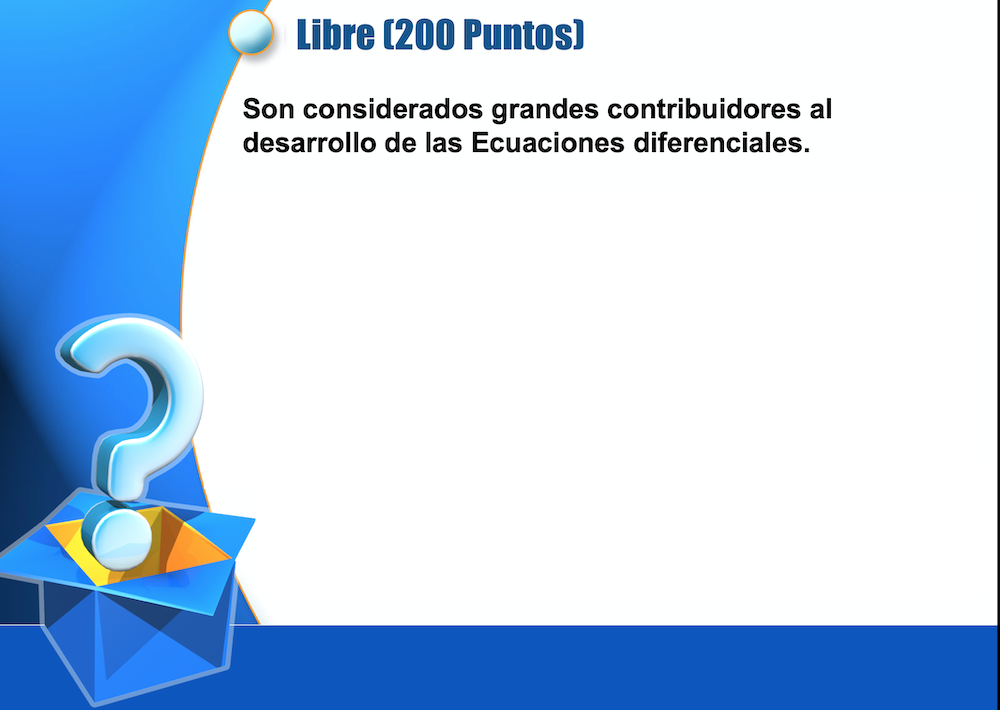 Libre (200 Puntos)
Son considerados grandes contribuidores al
desarrollo de las Ecuaciones diferenciales.